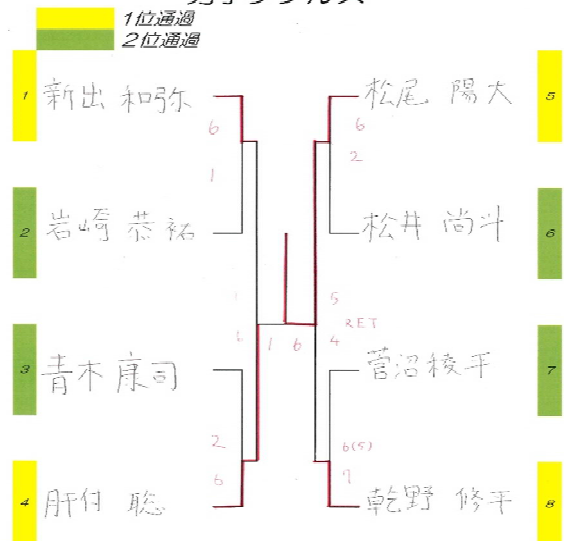 1位通過
2位通過
1 新出 和弥
6
1
2 岩崎 恭祐
1
6
3 青木 康司
2
6
4 肝付 聡
1 6
松尾 陽大 5
6
2
松井 尚斗 6
5
RET
4
菅沼稜平 7
6(5)
7
乾野 修平 8